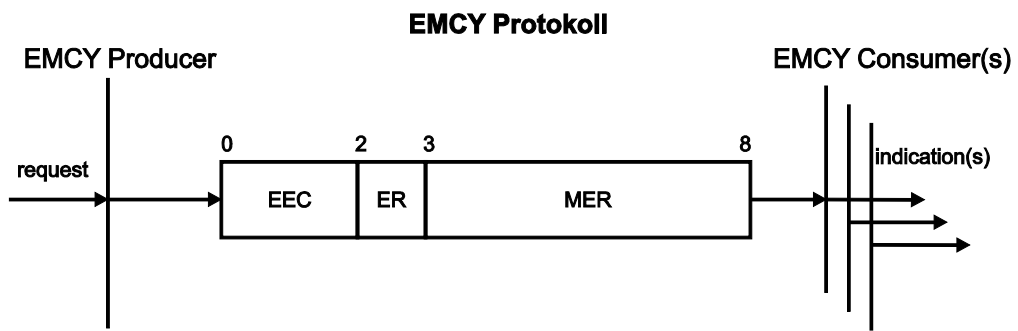 EMCY Protokoll
EMCY Producer
EMCY Consumer(s)
0 2 3 8
request
indication(s)
EEC ER MER